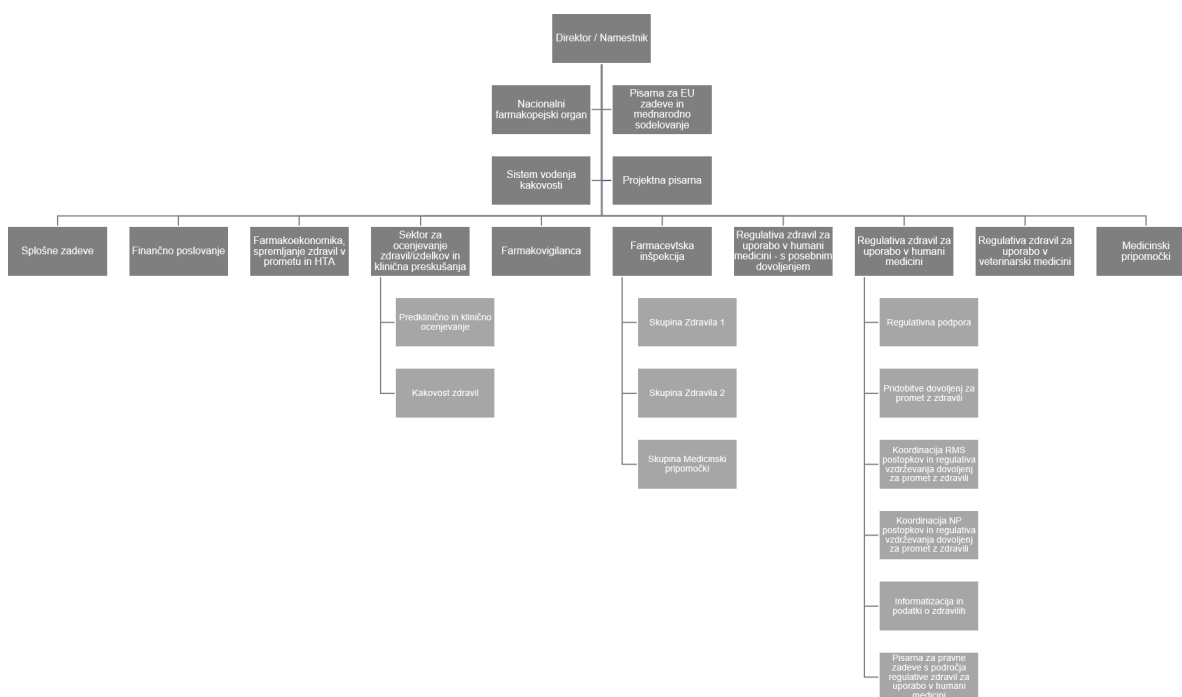 Direktor / Namestnik
Nacionalni
farmakopejski organ
Pisarna za EU
zadeve in
mednarodno
sodelovanje
Sistem vodenja
kakovosti
Projektna pisarna
Splošne zadeve
Finančno poslovanje
Farmakoekonomika,
spremljanje zdravil v
prometu in HTA
Sektor za
ocenjevanje
zdravil/izdelkov in
klinična preskušanja
Farmakovigilanca
Farmacevtska
inšpekcija
Regulativa zdravil za
uporabo v humani
medicini - s posebnim
dovoljenjem
Regulativa zdravil za
uporabo v humani
medicini
Regulativa zdravil za
uporabo v
veterinarski medicini
Medicinski
pripomočki
Predklinično in klinično
ocenjevanje
Kakovost zdravil
Skupina Zdravila 1
Skupina Zdravila 2
Skupina Medicinski
pripomočki
Regulativna podpora
Pridobitve dovoljenj za
promet z zdravili
Koordinacija RMS
postopkov in regulativa
vzdrževanja dovoljenj
za promet z zdravili
Koordinacija NP
postopkov in regulativa
vzdrževanja dovoljenj
za promet z zdravili
Informatizacija in
podatki o zdravilih
Pisarna za pravne
zadeve s področja
regulative zdravil za
uporabo v humani
medicini